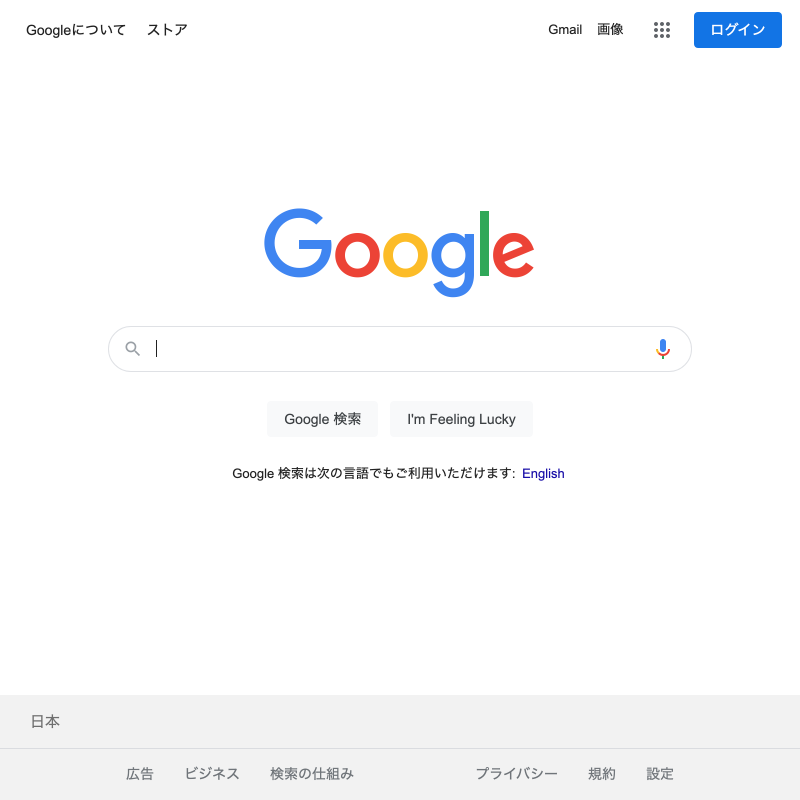 Googleについて ストア Gmail 画像 ログイン
Google
Google 検索 I'm Feeling Lucky
Google 検索は次の言語でもご利用いただけます: English
日本
広告 ビジネス 検索の仕組み プライバシー 規約 設定